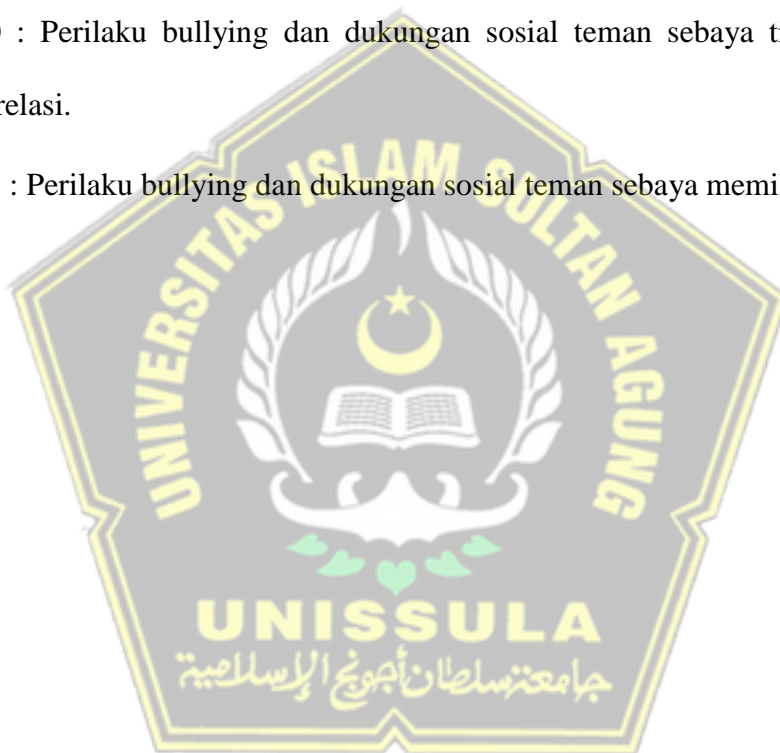 : Perilaku bullying dan dukungan sosial teman sebaya
relasi.
: Perilaku bullying dan dukungan sosial teman sebaya
UNIVERSITAS ISLAM SULTAN AGUNG
UNISSULA
جامعة سلطان أجونج الإسلامية